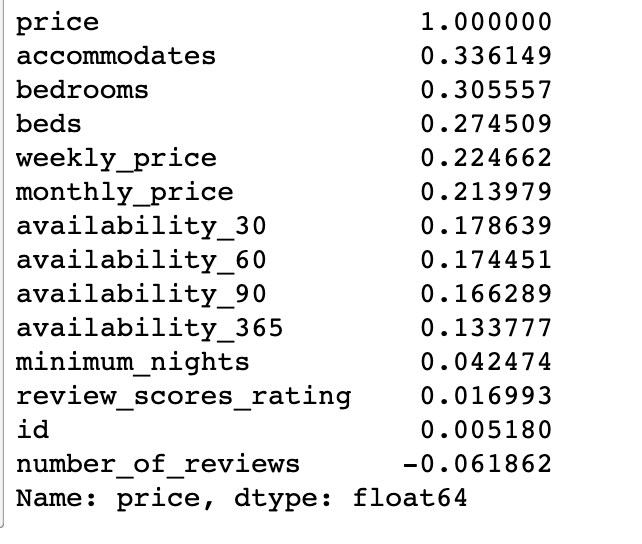 price 1.000000
accommodates 0.336149
bedrooms 0.305557
beds 0.274509
weekly_price 0.224662
monthly_price 0.213979
availability_30 0.178639
availability_60 0.174451
availability_90 0.166289
availability_365 0.133777
minimum_nights 0.042474
review_scores_rating 0.016993
id 0.005180
number_of_reviews -0.061862
Name: price, dtype: float64